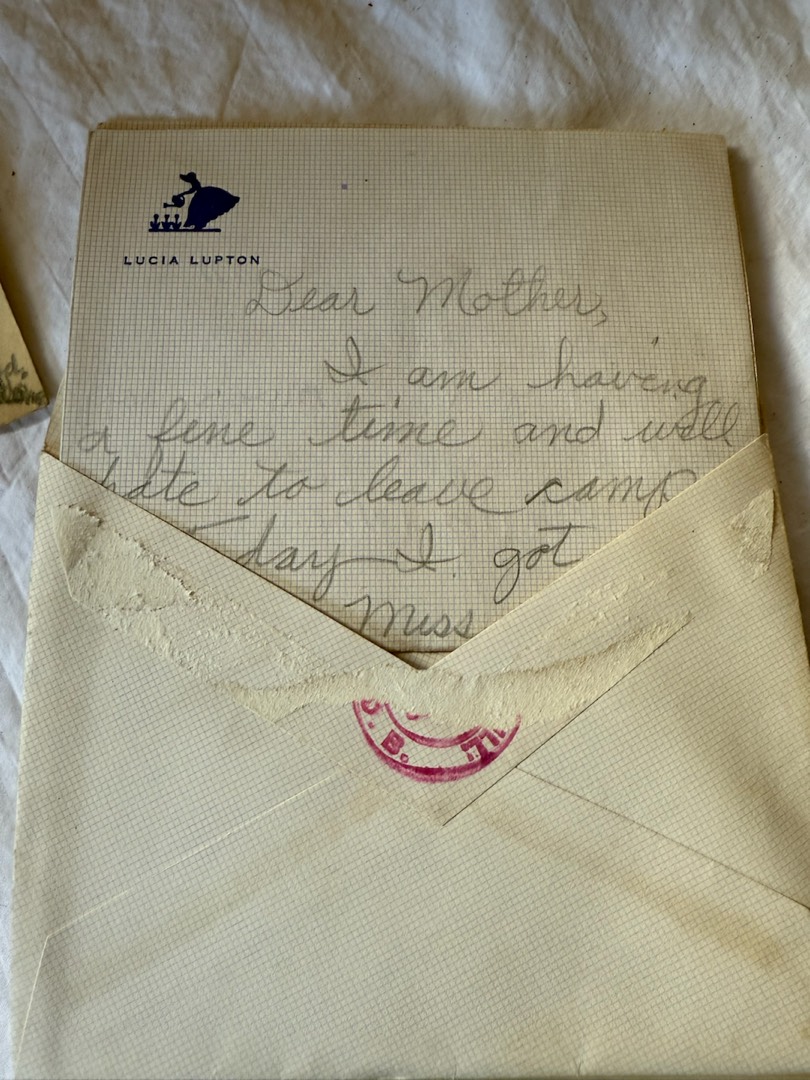 LUCIA LUPTON
Dear Mother,
I am having
a fine time and will
hate to leave camp
day I got
Miss
B.